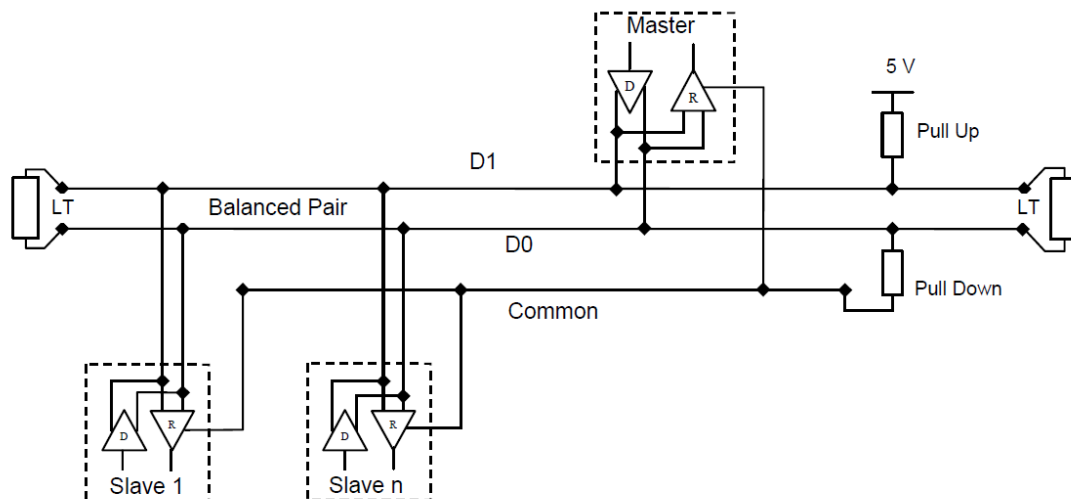 Master
D
R
5 V
Pull Up
D1
LT
Balanced Pair
LT
D0
Pull Down
Common
D
R
Slave 1
D
R
Slave n